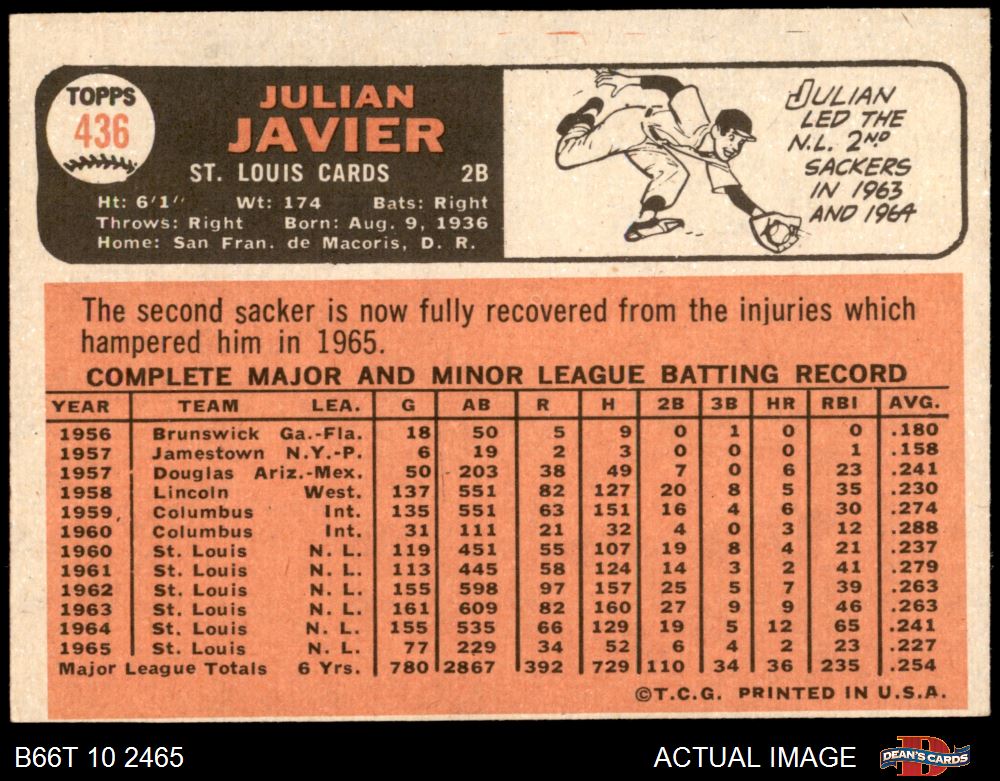 TOPPS
436
JULIAN
JAVIER
ST. LOUIS CARDS 2B
Ht: 6'1" Wt: 174 Bats: Right
Throws: Right Born: Aug. 9, 1936
Home: San Fran. de Macoris, D. R.
JULIAN
LED THE
N.L. 2ND
SACKERS
IN 1963
AND 1964
The second sacker is now fully recovered from the injuries which
hampered him in 1965.
COMPLETE MAJOR AND MINOR LEAGUE BATTING RECORD
YEAR TEAM LEA. G AB R H 2B 3B HR RBI AVG.
1956 Brunswick Ga.-Fla. 18 50 5 9 0 1 0 0 .180
1957 Jamestown N.Y.-P. 6 19 2 3 0 0 0 1 .158
1957 Douglas Ariz.-Mex. 50 203 38 49 7 0 6 23 .241
1958 Lincoln West. 137 551 82 127 20 8 5 35 .230
1959 Columbus Int. 135 551 63 151 16 4 6 30 .274
1960 Columbus Int. 31 111 21 32 4 0 3 12 .288
1960 St. Louis N. L. 119 451 55 107 19 8 4 21 .237
1961 St. Louis N. L. 113 445 58 124 14 3 2 41 .279
1962 St. Louis N. L. 155 598 97 157 25 5 7 39 .263
1963 St. Louis N. L. 161 609 82 160 27 9 9 46 .263
1964 St. Louis N. L. 155 535 66 129 19 5 12 65 .241
1965 St. Louis N. L. 77 229 34 52 6 4 2 23 .227
Major League Totals 6 Yrs. 780 2867 392 729 110 34 36 235 .254
©T.C.G. PRINTED IN U.S.A.
B66T 10 2465
ACTUAL IMAGE
DEAN'S CARDS